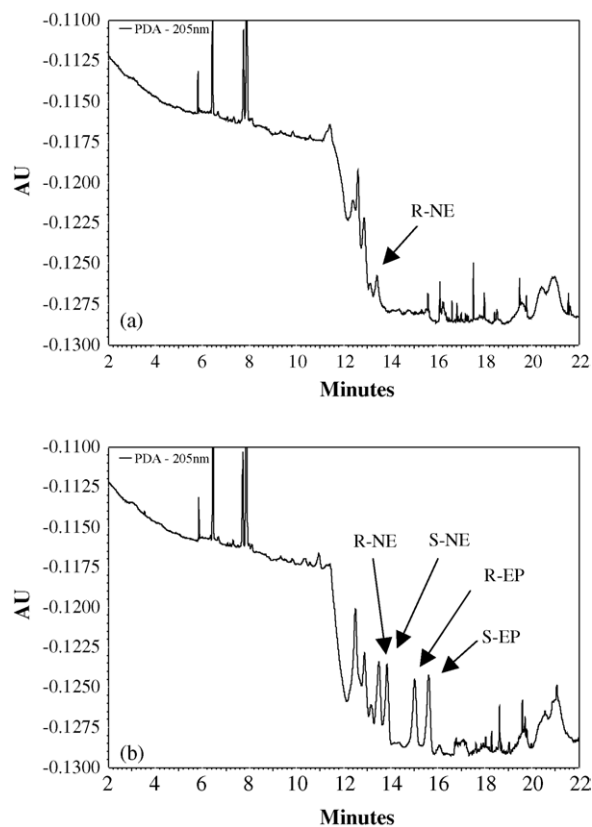 -0.1100
PDA - 205nm
-0.1125
-0.1150
-0.1175
AU
-0.1200
R-NE
-0.1225
-0.1250
-0.1275
(a)
-0.1300
2 4 6 8 10 12 14 16 18 20 22
Minutes
-0.1100
PDA - 205nm
-0.1125
-0.1150
R-NE S-NE
-0.1175
R-EP
AU
-0.1200
S-EP
-0.1225
-0.1250
-0.1275
(b)
-0.1300
2 4 6 8 10 12 14 16 18 20 22
Minutes